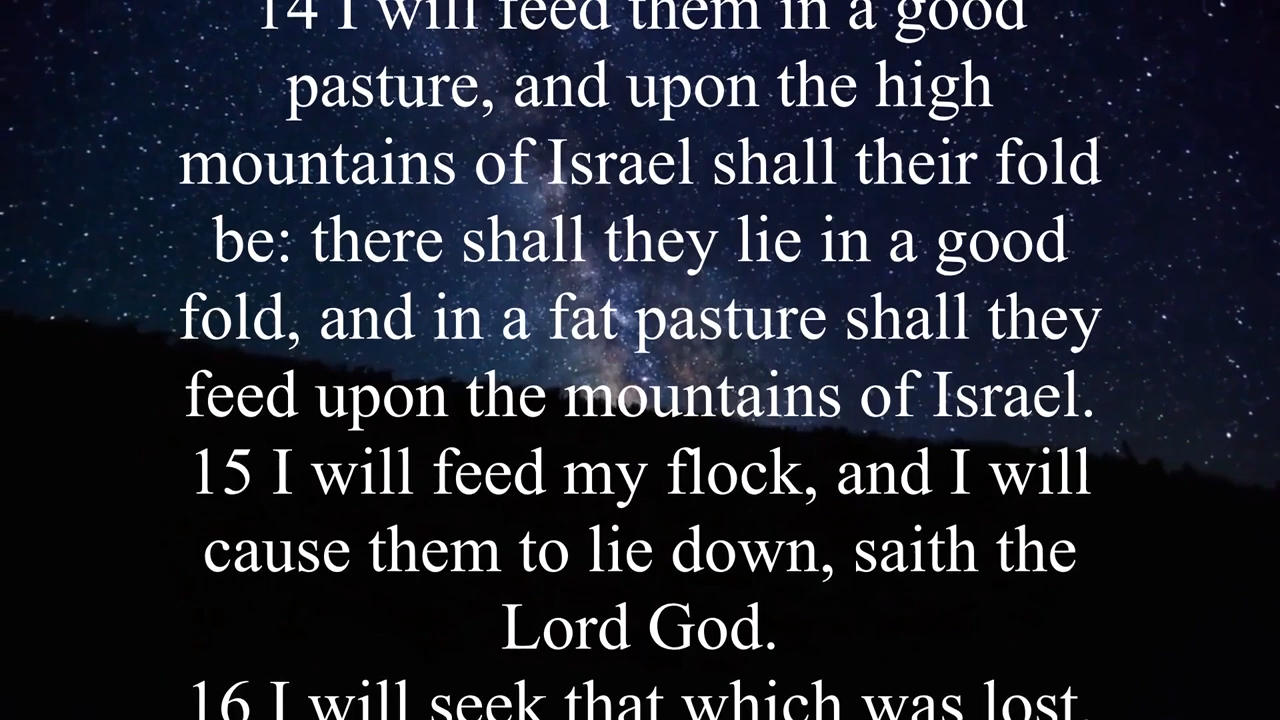 14 I will feed them in a good
pasture, and upon the high
mountains of Israel shall their fold
be: there shall they lie in a good
fold, and in a fat pasture shall they
feed upon the mountains of Israel.
15 I will feed my flock, and I will
cause them to lie down, saith the
Lord God.
16 I will seek that which was lost,